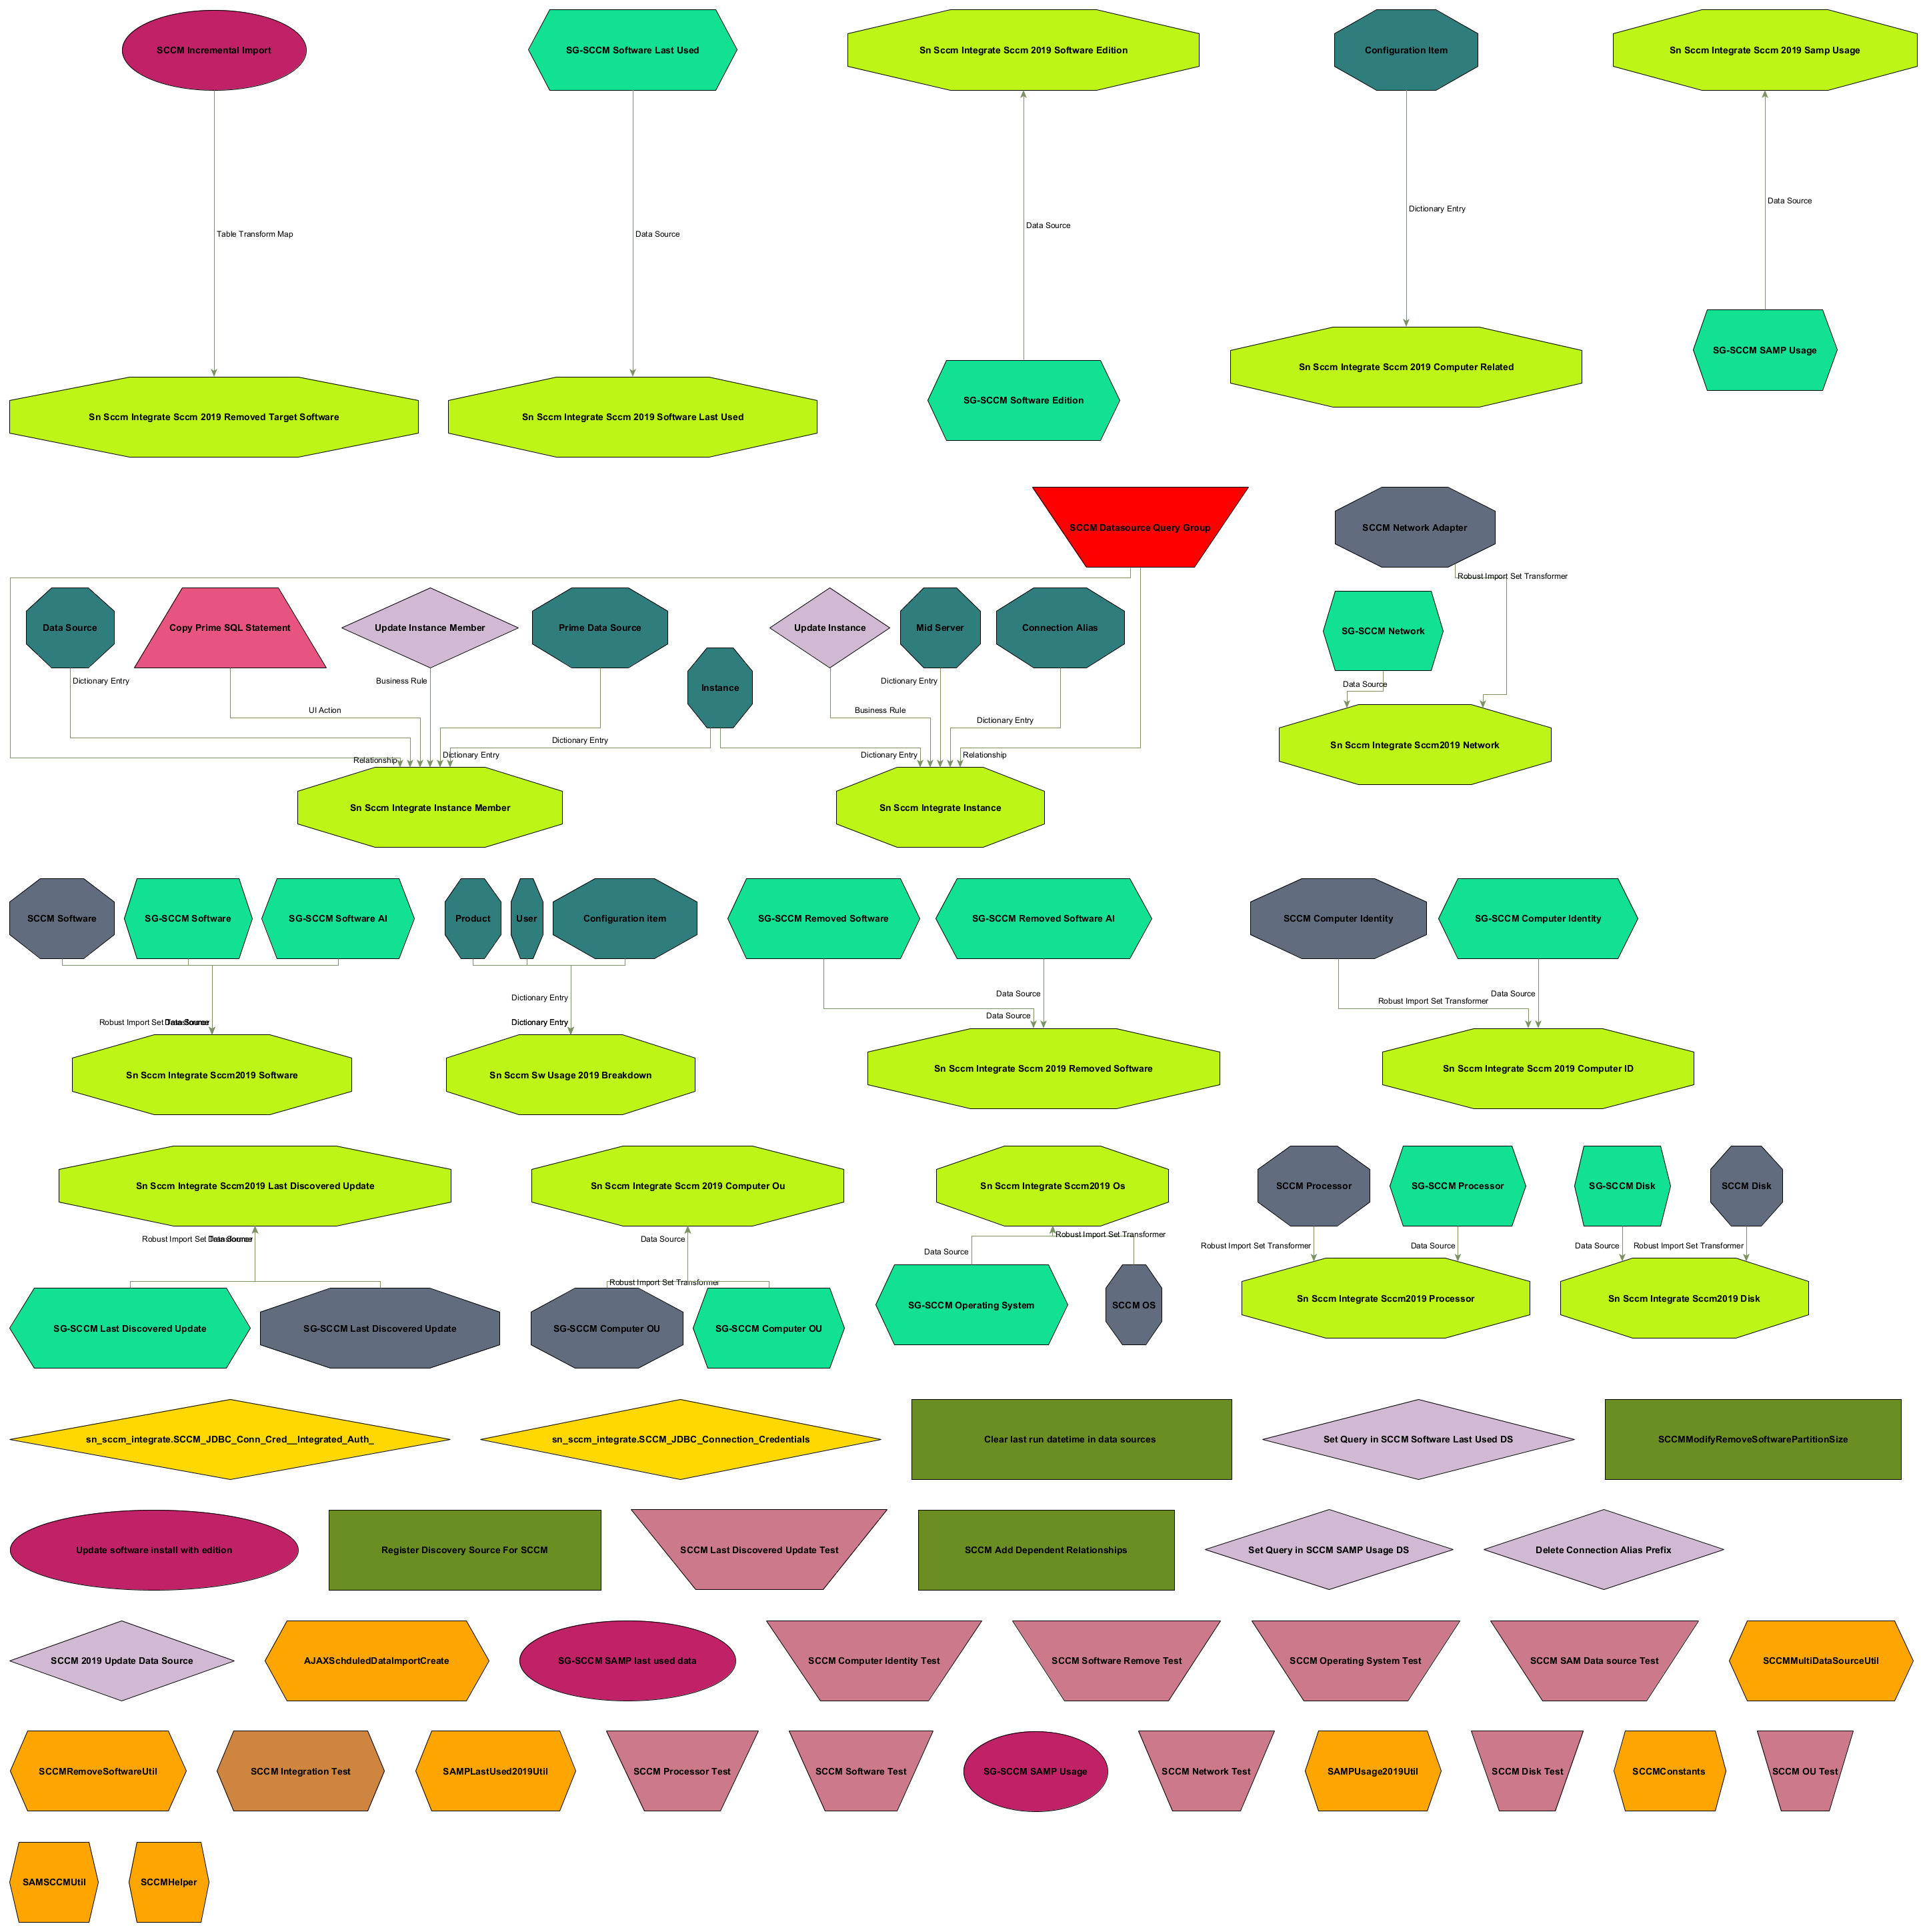 SCCM Incremental Import
SG-SCCM Software Last Used
Sn Sccm Integrate Sccm 2019 Software Edition
Configuration Item
Sn Sccm Integrate Sccm 2019 Samp Usage
Table Transform Map
Data Source
Data Source
Dictionary Entry
Data Source
Sn Sccm Integrate Sccm 2019 Removed Target Software
Sn Sccm Integrate Sccm 2019 Software Last Used
SG-SCCM Software Edition
Sn Sccm Integrate Sccm 2019 Computer Related
SG-SCCM SAMP Usage
SCCM Datasource Query Group
SCCM Network Adapter
Robust Import Set Transformer
Data Source
Copy Prime SQL Statement
Update Instance Member
Prime Data Source
Instance
Update Instance
Mid Server
Connection Alias
SG-SCCM Network
Dictionary Entry
UI Action
Business Rule
Dictionary Entry
Dictionary Entry
Relationship
Business Rule
Dictionary Entry
Dictionary Entry
Dictionary Entry
Relationship
Data Source
Sn Sccm Integrate Instance Member
Sn Sccm Integrate Instance
Sn Sccm Integrate Sccm2019 Network
SCCM Software
SG-SCCM Software
SG-SCCM Software AI
Product
User
Configuration item
SG-SCCM Removed Software
SG-SCCM Removed Software AI
SCCM Computer Identity
SG-SCCM Computer Identity
Robust Import Set Transformer
Data Source
Data Source
Dictionary Entry
Dictionary Entry
Dictionary Entry
Data Source
Data Source
Robust Import Set Transformer
Data Source
Sn Sccm Integrate Sccm2019 Software
Sn Sccm Sw Usage 2019 Breakdown
Sn Sccm Integrate Sccm 2019 Removed Software
Sn Sccm Integrate Sccm 2019 Computer ID
Sn Sccm Integrate Sccm2019 Last Discovered Update
Sn Sccm Integrate Sccm 2019 Computer Ou
Sn Sccm Integrate Sccm2019 Os
SCCM Processor
SG-SCCM Processor
SG-SCCM Disk
SCCM Disk
Robust Import Set Transformer
Data Source
Data Source
Robust Import Set Transformer
Data Source
Robust Import Set Transformer
Robust Import Set Transformer
Data Source
Data Source
Robust Import Set Transformer
SG-SCCM Last Discovered Update
SG-SCCM Last Discovered Update
SG-SCCM Computer OU
SG-SCCM Computer OU
SG-SCCM Operating System
SCCM OS
Sn Sccm Integrate Sccm2019 Processor
Sn Sccm Integrate Sccm2019 Disk
sn_sccm_integrate.SCCM_JDBC_Conn_Cred__Integrated_Auth_
sn_sccm_integrate.SCCM_JDBC_Connection_Credentials
Clear last run datetime in data sources
Set Query in SCCM Software Last Used DS
SCCMModifyRemoveSoftwarePartitionSize
Update software install with edition
Register Discovery Source For SCCM
SCCM Last Discovered Update Test
SCCM Add Dependent Relationships
Set Query in SCCM SAMP Usage DS
Delete Connection Alias Prefix
SCCM 2019 Update Data Source
AJAXSchduledDataImportCreate
SG-SCCM SAMP last used data
SCCM Computer Identity Test
SCCM Software Remove Test
SCCM Operating System Test
SCCM SAM Data source Test
SCCMMultiDataSourceUtil
SCCMRemoveSoftwareUtil
SCCM Integration Test
SAMPLastUsed2019Util
SCCM Processor Test
SCCM Software Test
SG-SCCM SAMP Usage
SCCM Network Test
SAMPUsage2019Util
SCCM Disk Test
SCCMConstants
SCCM OU Test
SAMSCCMUtil
SCCMHelper